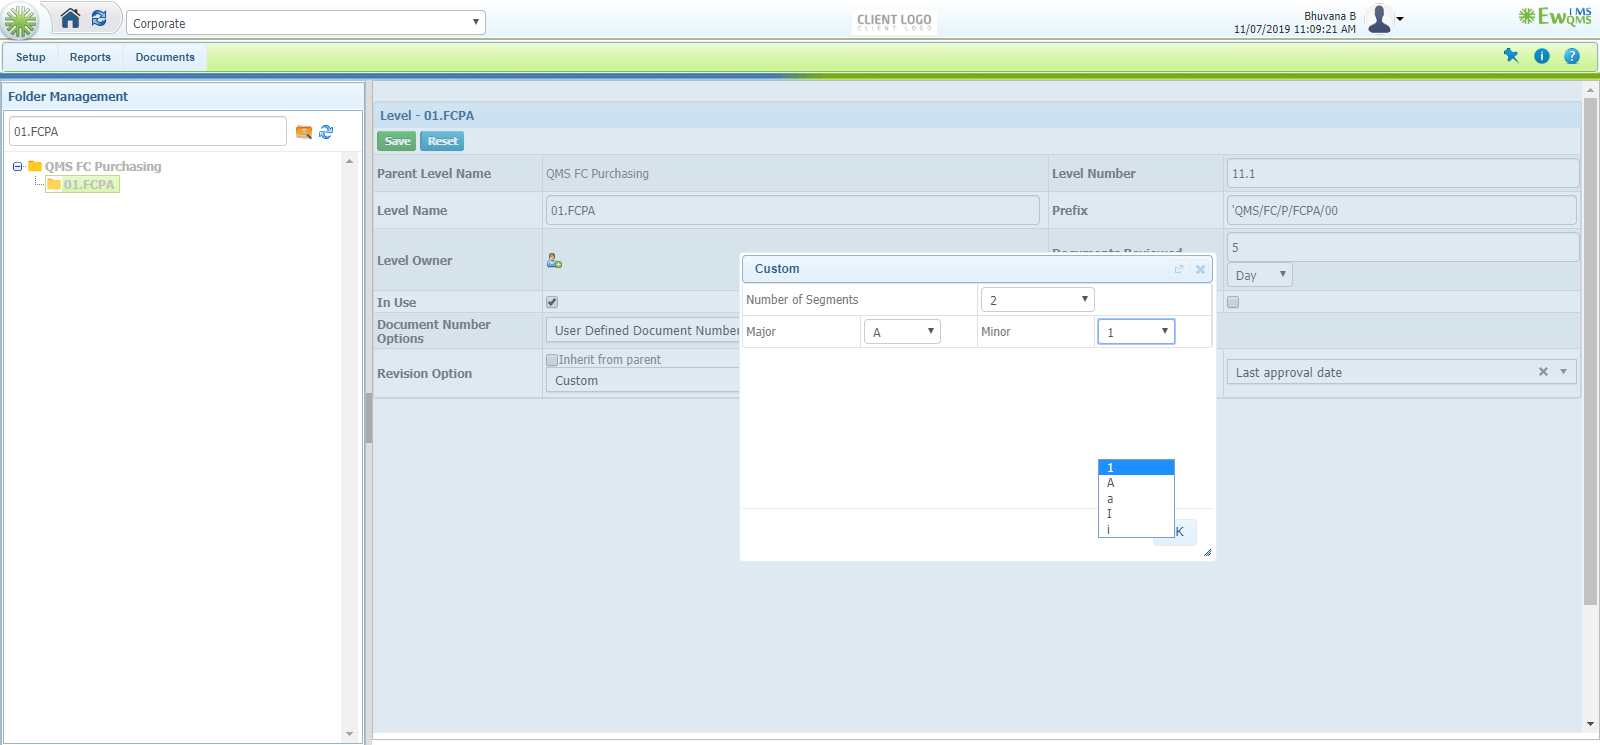 Corporate
CLIENT LOGO
CLIENT LOGO
Bhuvana B
11/07/2019 11:09:21 AM
EwQMS
IMS
Setup
Reports
Documents
Folder Management
01.FCPA
QMS FC Purchasing
01.FCPA
Level - 01.FCPA
Save
Reset
Parent Level Name
QMS FC Purchasing
Level Number
11.1
Level Name
01.FCPA
Prefix
'QMS/FC/P/FCPA/00
Level Owner
Documents Reviewed
5
Day
In Use
Document Number
Options
User Defined Document Number
Revision Option
Inherit from parent
Custom
Last approval date
Custom
Number of Segments
2
Major
A
Minor
1
1
A
a
I
i
K